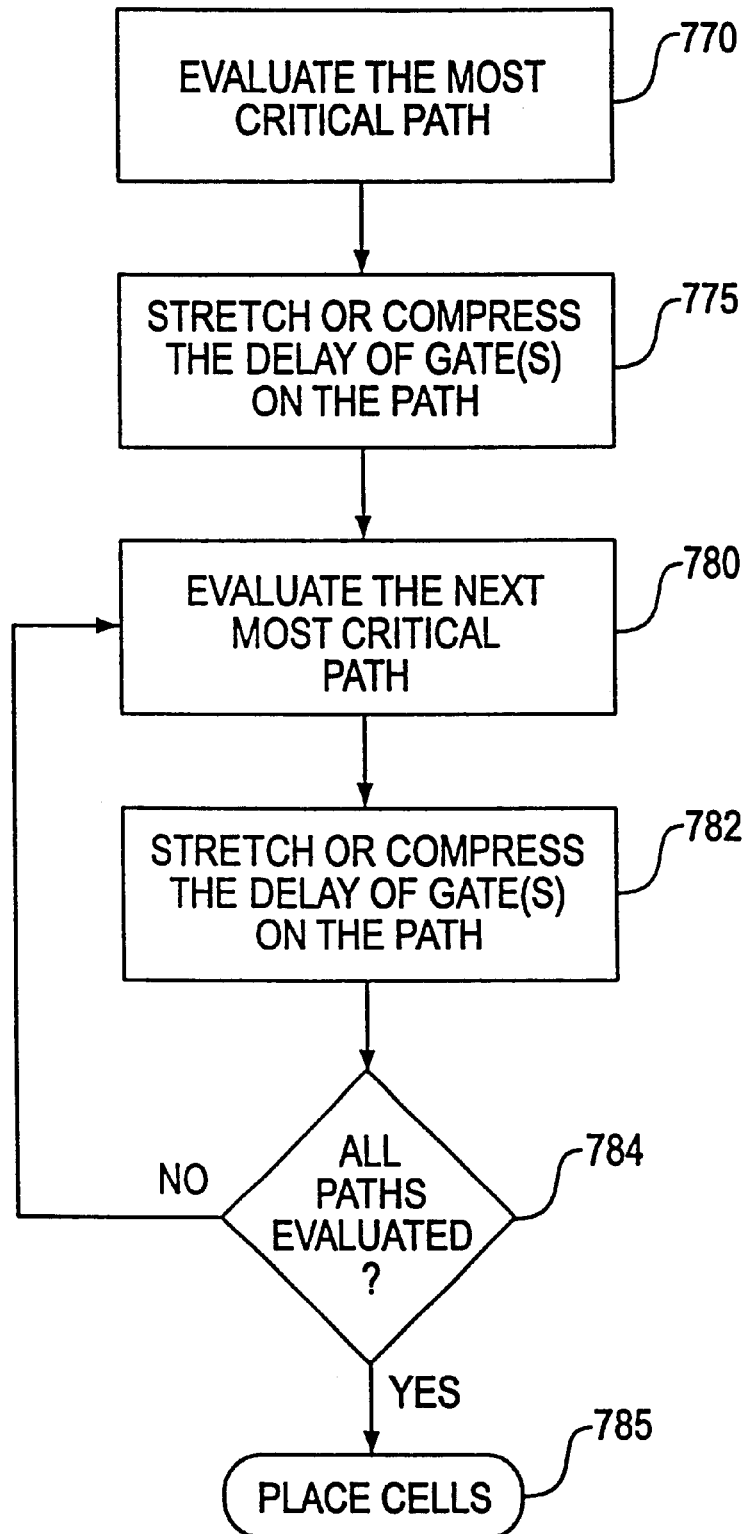 770
EVALUATE THE MOST
CRITICAL PATH
775
STRETCH OR COMPRESS
THE DELAY OF GATE(S)
ON THE PATH
780
EVALUATE THE NEXT
MOST CRITICAL
PATH
782
STRETCH OR COMPRESS
THE DELAY OF GATE(S)
ON THE PATH
784
NO
ALL
PATHS
EVALUATED
?
YES
785
PLACE CELLS